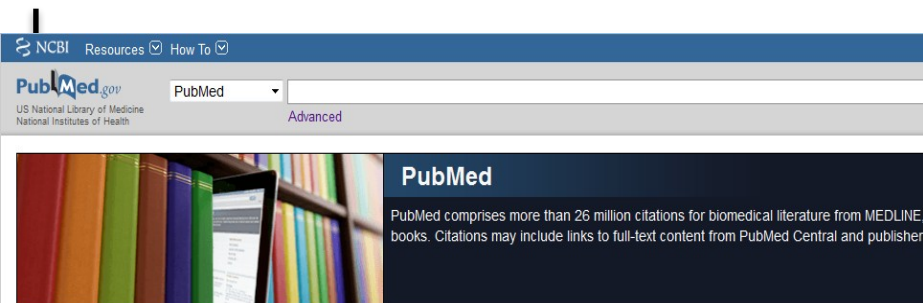 NCBI Resources How To
PubMed.gov
US National Library of Medicine
National Institutes of Health
PubMed
Advanced
PubMed
PubMed comprises more than 26 million citations for biomedical literature from MEDLINE,
books. Citations may include links to full-text content from PubMed Central and publisher